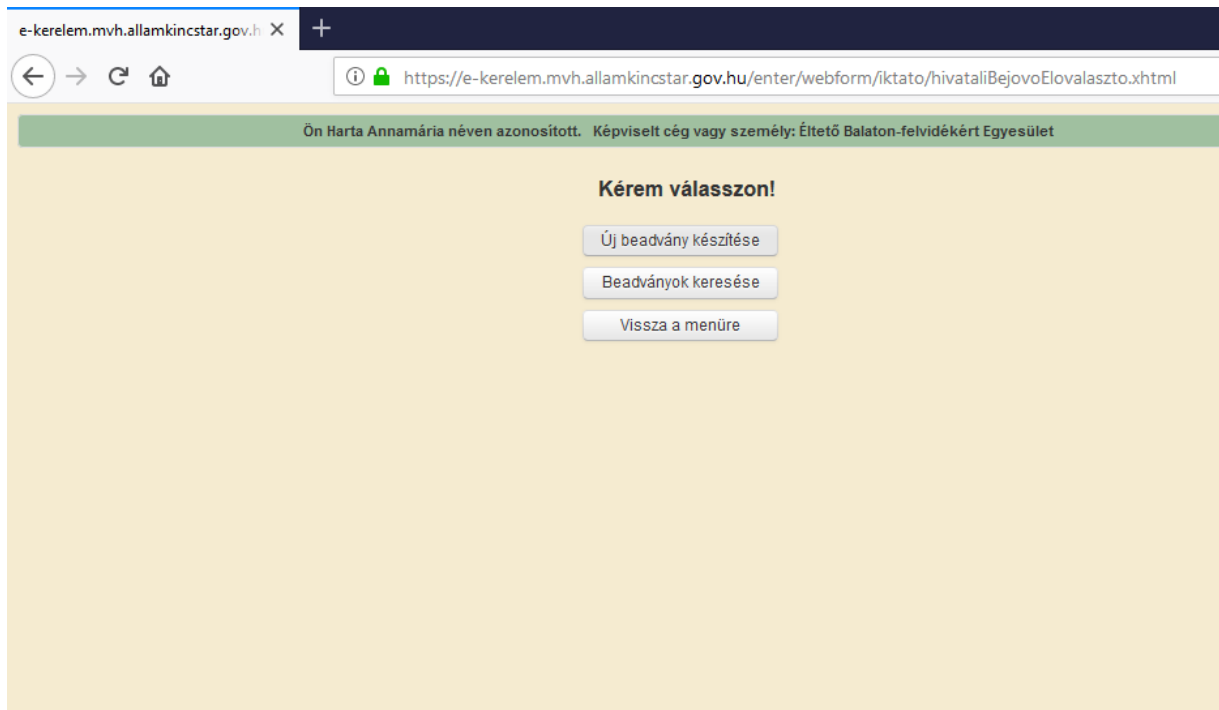 e-kerelem.mvh.allamkincstar.gov.h
https://e-kerelem.mvh.allamkincstar.gov.hu/enter/webform/iktato/hivataliBejovoElovalaszto.xhtml
Ön Harta Annamária néven azonosított. Képviselt cég vagy személy: Éltető Balaton-felvidékért Egyesület
Kérem válasszon!
Új beadvány készítése
Beadványok keresése
Vissza a menüre